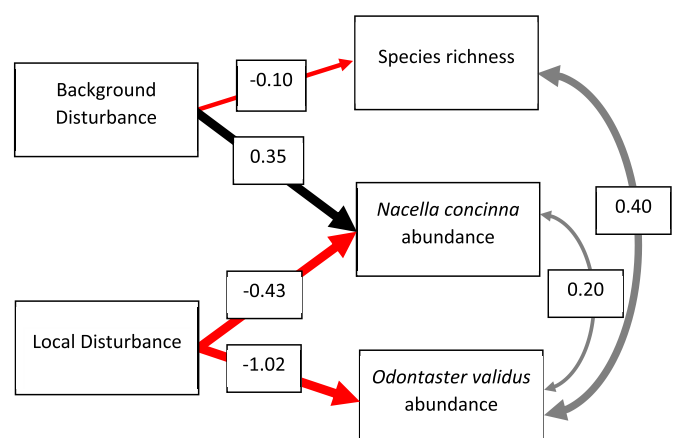 Species richness
-0.10
Background
Disturbance
0.35
Nacella concinna
abundance
0.40
-0.43
0.20
Local Disturbance
-1.02
Odontaster validus
abundance